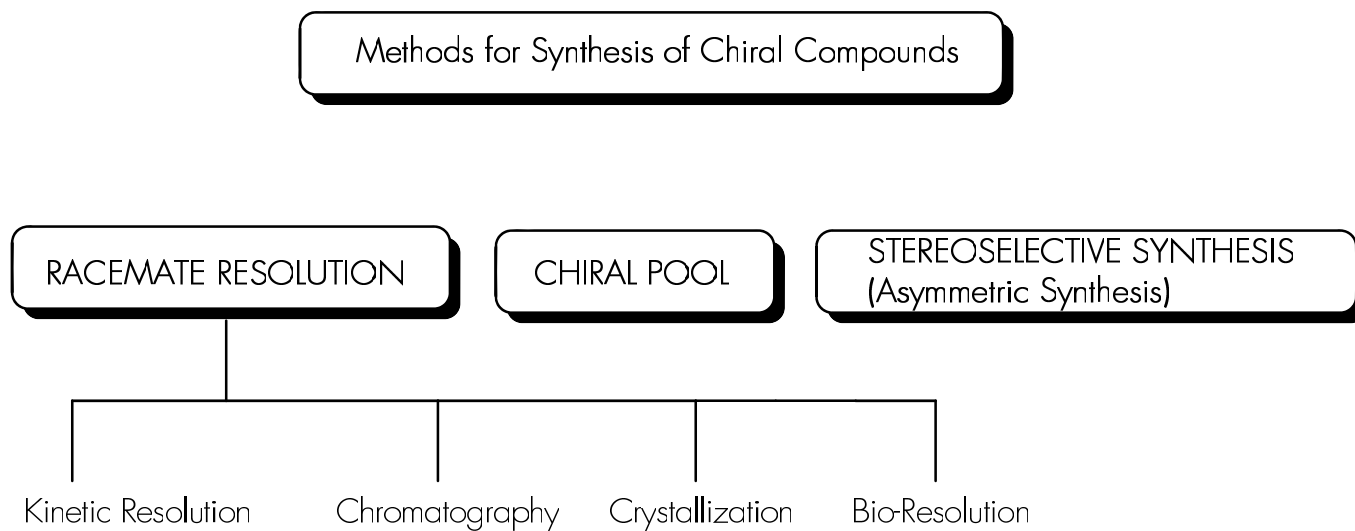 Methods for Synthesis of Chiral Compounds
RACEMATE RESOLUTION
CHIRAL POOL
STEREOSELECTIVE SYNTHESIS
(Asymmetric Synthesis)
Kinetic Resolution
Chromatography
Crystallization
Bio-Resolution